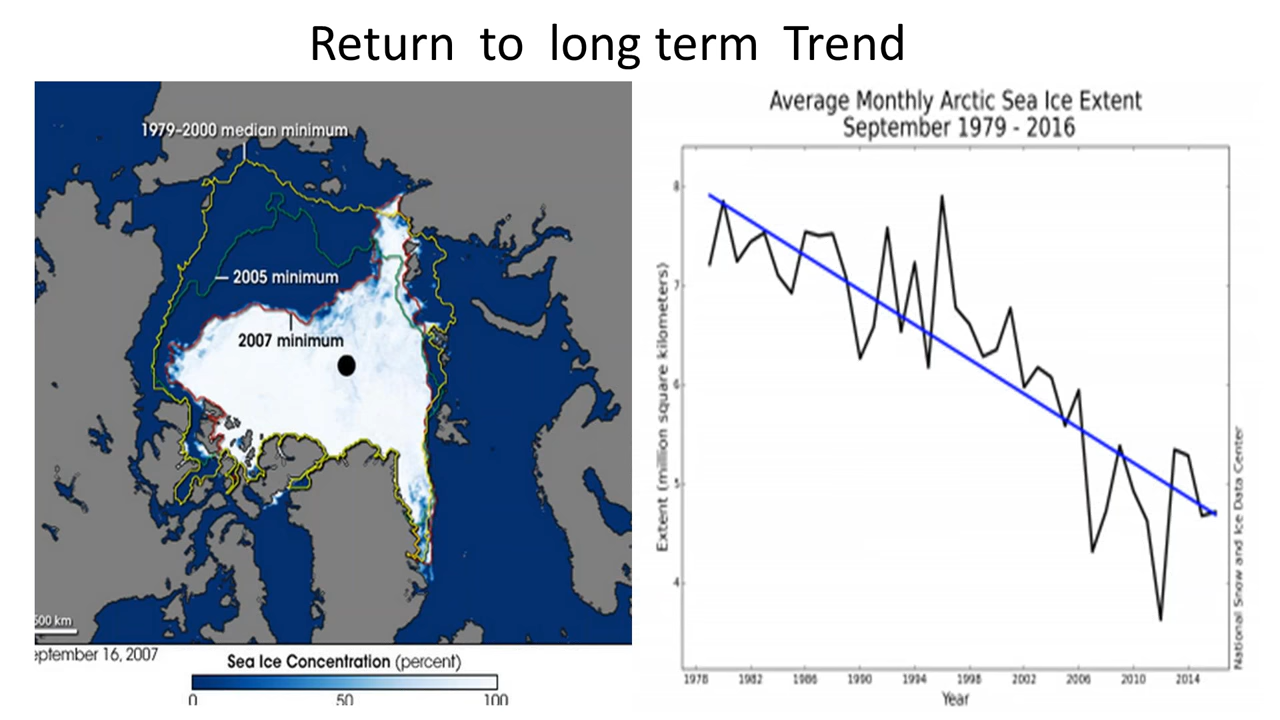 Return to long term Trend
1979–2000 median minimum
2005 minimum
2007 minimum
500 km
eptember 16, 2007
Sea Ice Concentration (percent)
0 50 100
Average Monthly Arctic Sea Ice Extent
September 1979 - 2016
Extent (million square kilometers)
8
7
6
5
4
1978 1982 1986 1990 1994 1998 2002 2006 2010 2014
Year
National Snow and Ice Data Center